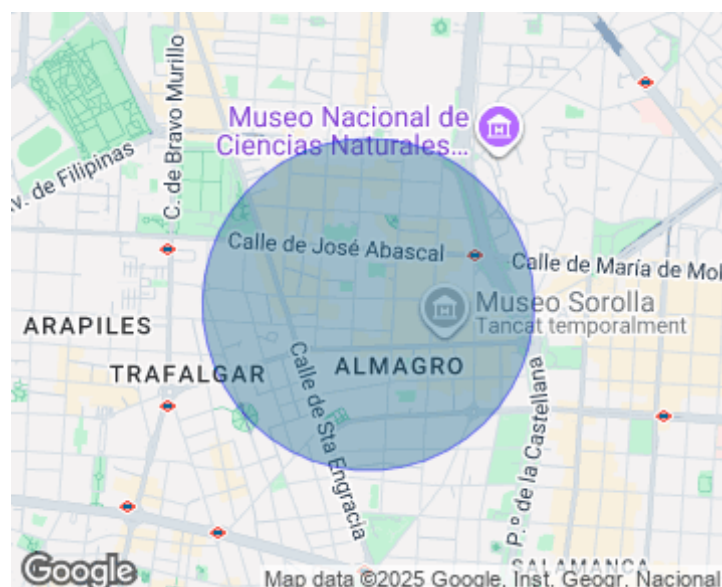 Museo Nacional de
Ciencias Naturales...
C. de Bravo Murillo
Av. de Filipinas
Calle de José Abascal
Calle de María de Mol
Museo Sorolla
Tancat temporalment
ARAPILES
TRAFALGAR
ALMAGRO
Calle de Sta Engracia
P.º de la Castellana
SALAMANCA
Google
Map data ©2025 Google, Inst. Geogr. Nacional